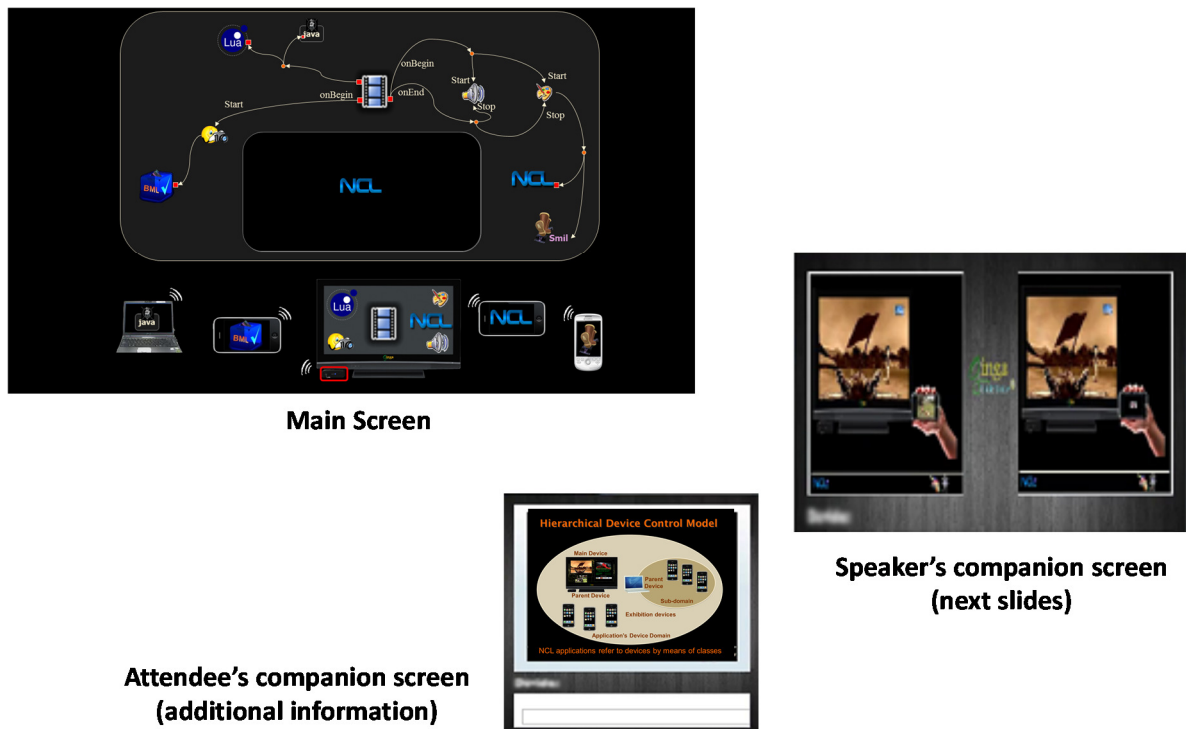 Lua
java
onBegin
Start
Start
onBegin
onEnd
Stop
Start
Stop
BML
NCL
NCL
Smil
java
BML
Lua
NCL
NCL
Main Screen
Speaker's companion screen
(next slides)
Hierarchical Device Control Model
Main Device
Parent Device
Parent
Device
Sub-domain
Exhibition devices
Application's Device Domain
NCL applications refer to devices by means of classes
Attendee's companion screen
(additional information)